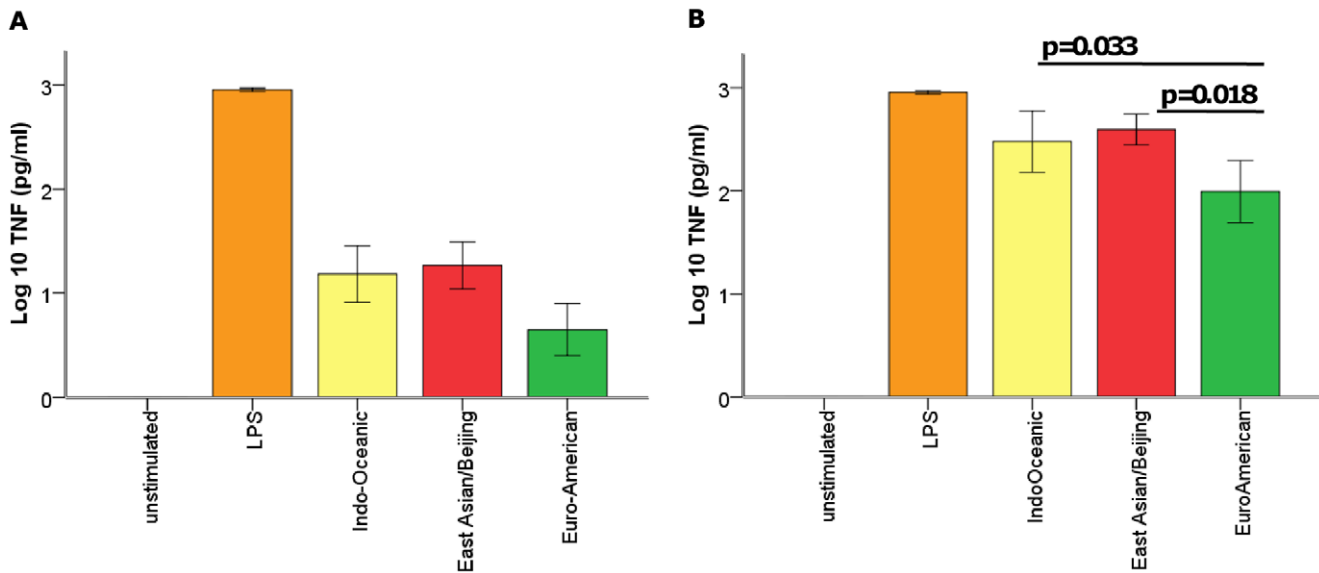 A
Log 10 TNF (pg/ml)
3
2
1
0
unstimulated
LPS
Indo-Oceanic
East Asian/Beijing
Euro-American
B
p=0.033
p=0.018
Log 10 TNF (pg/ml)
3
2
1
0
unstimulated
LPS
IndoOceanic
East Asian/Beijing
EuroAmerican